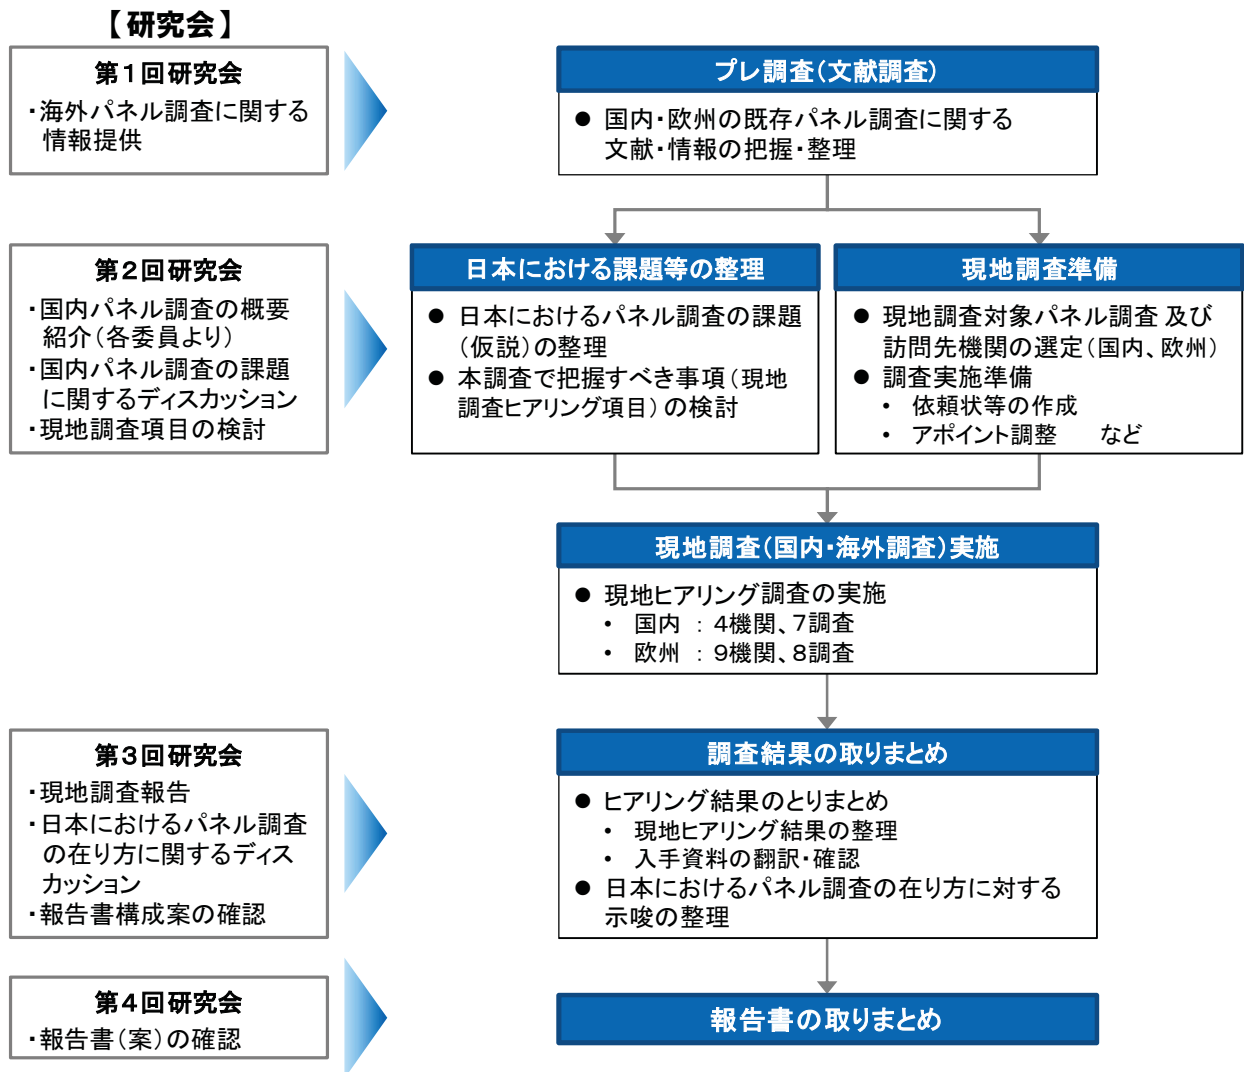 【研究会】
第1回研究会
・海外パネル調査に関する
情報提供
プレ調査(文献調査)
● 国内・欧州の既存パネル調査に関する
文献・情報の把握・整理
第2回研究会
・国内パネル調査の概要
紹介(各委員より)
・国内パネル調査の課題
に関するディスカッション
・現地調査項目の検討
日本における課題等の整理
● 日本におけるパネル調査の課題
(仮説)の整理
● 本調査で把握すべき事項(現地
調査ヒアリング項目)の検討
現地調査準備
● 現地調査対象パネル調査 及び
訪問先機関の選定(国内、欧州)
● 調査実施準備
• 依頼状等の作成
• アポイント調整 など
現地調査(国内・海外調査)実施
● 現地ヒアリング調査の実施
• 国内 : 4機関、7調査
• 欧州 : 9機関、8調査
第3回研究会
・現地調査報告
・日本におけるパネル調査
の在り方に関するディス
カッション
・報告書構成案の確認
調査結果の取りまとめ
● ヒアリング結果のとりまとめ
• 現地ヒアリング結果の整理
• 入手資料の翻訳・確認
● 日本におけるパネル調査の在り方に対する
示唆の整理
第4回研究会
・報告書(案)の確認
報告書の取りまとめ